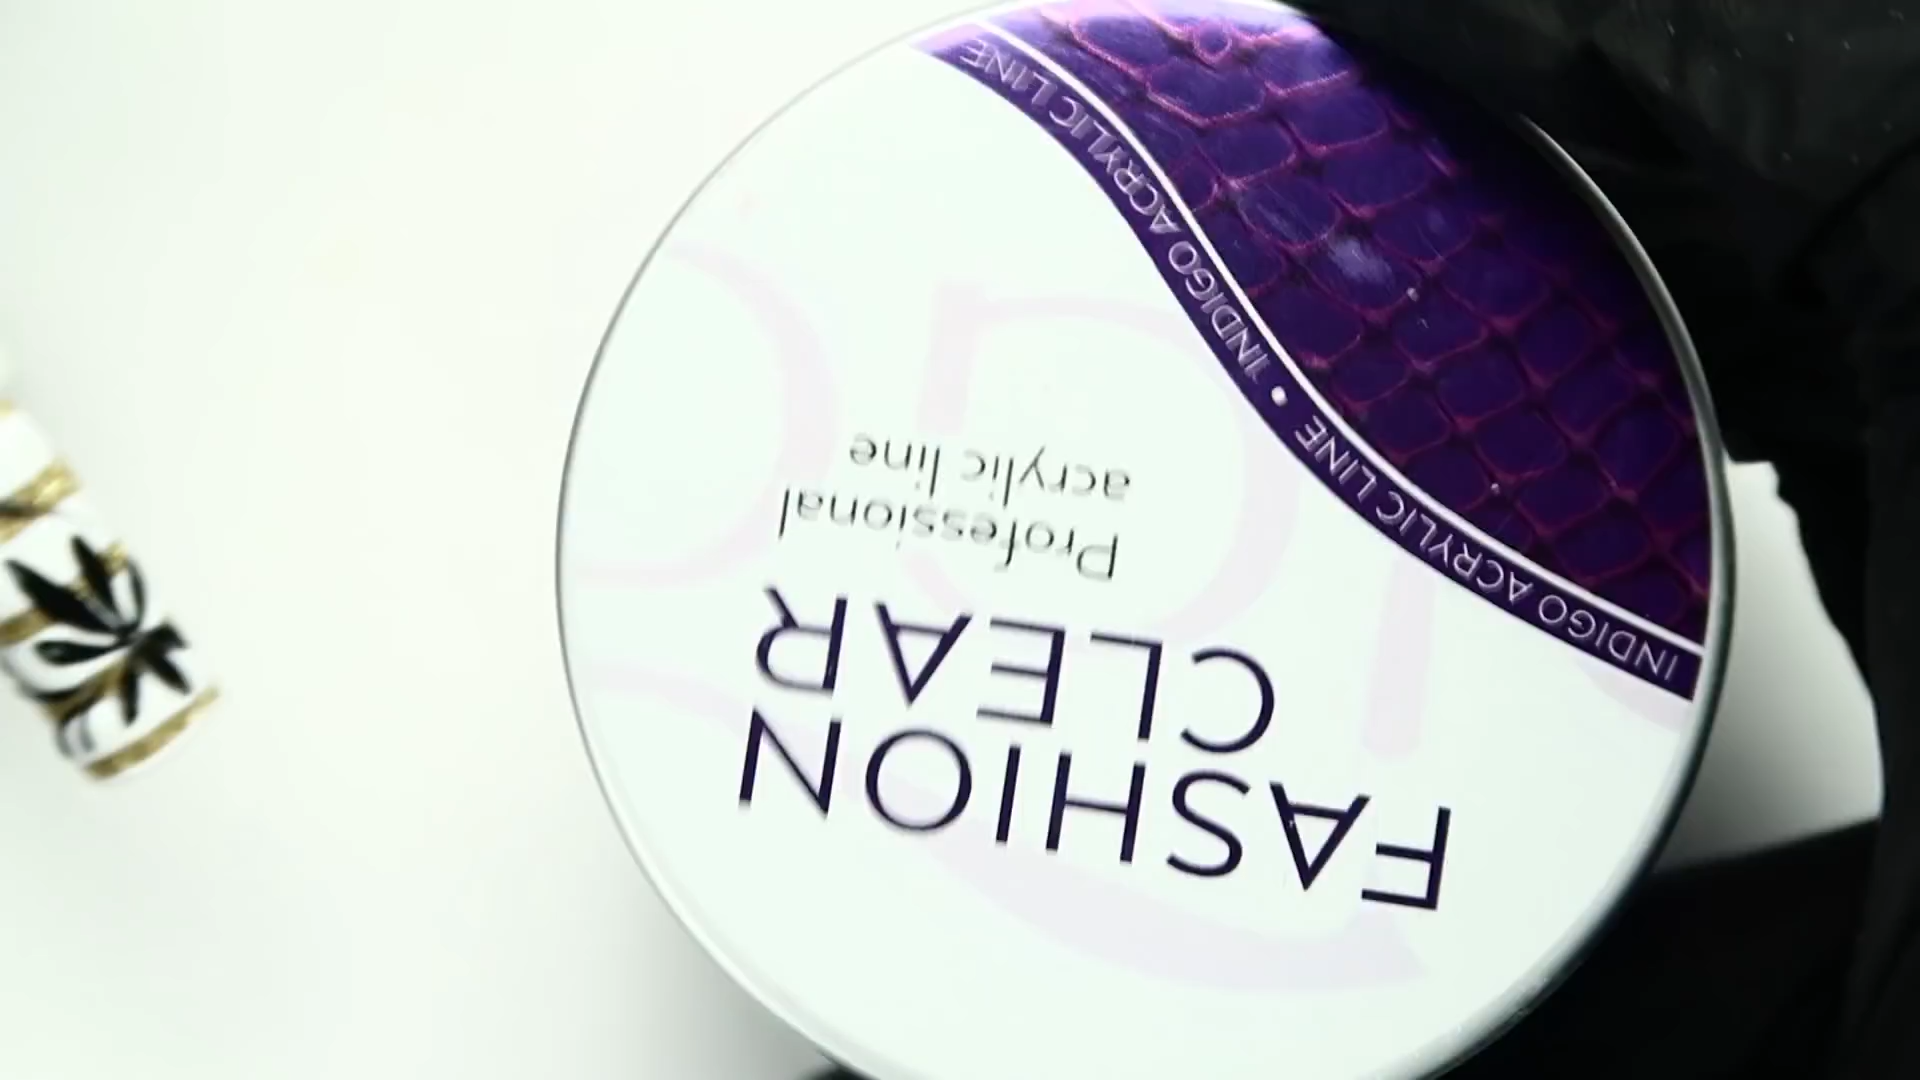 FASHION
CLEAR
Professional
acrylic line
INDIGO ACRYLIC LINE • INDIGO ACRYLIC LINE